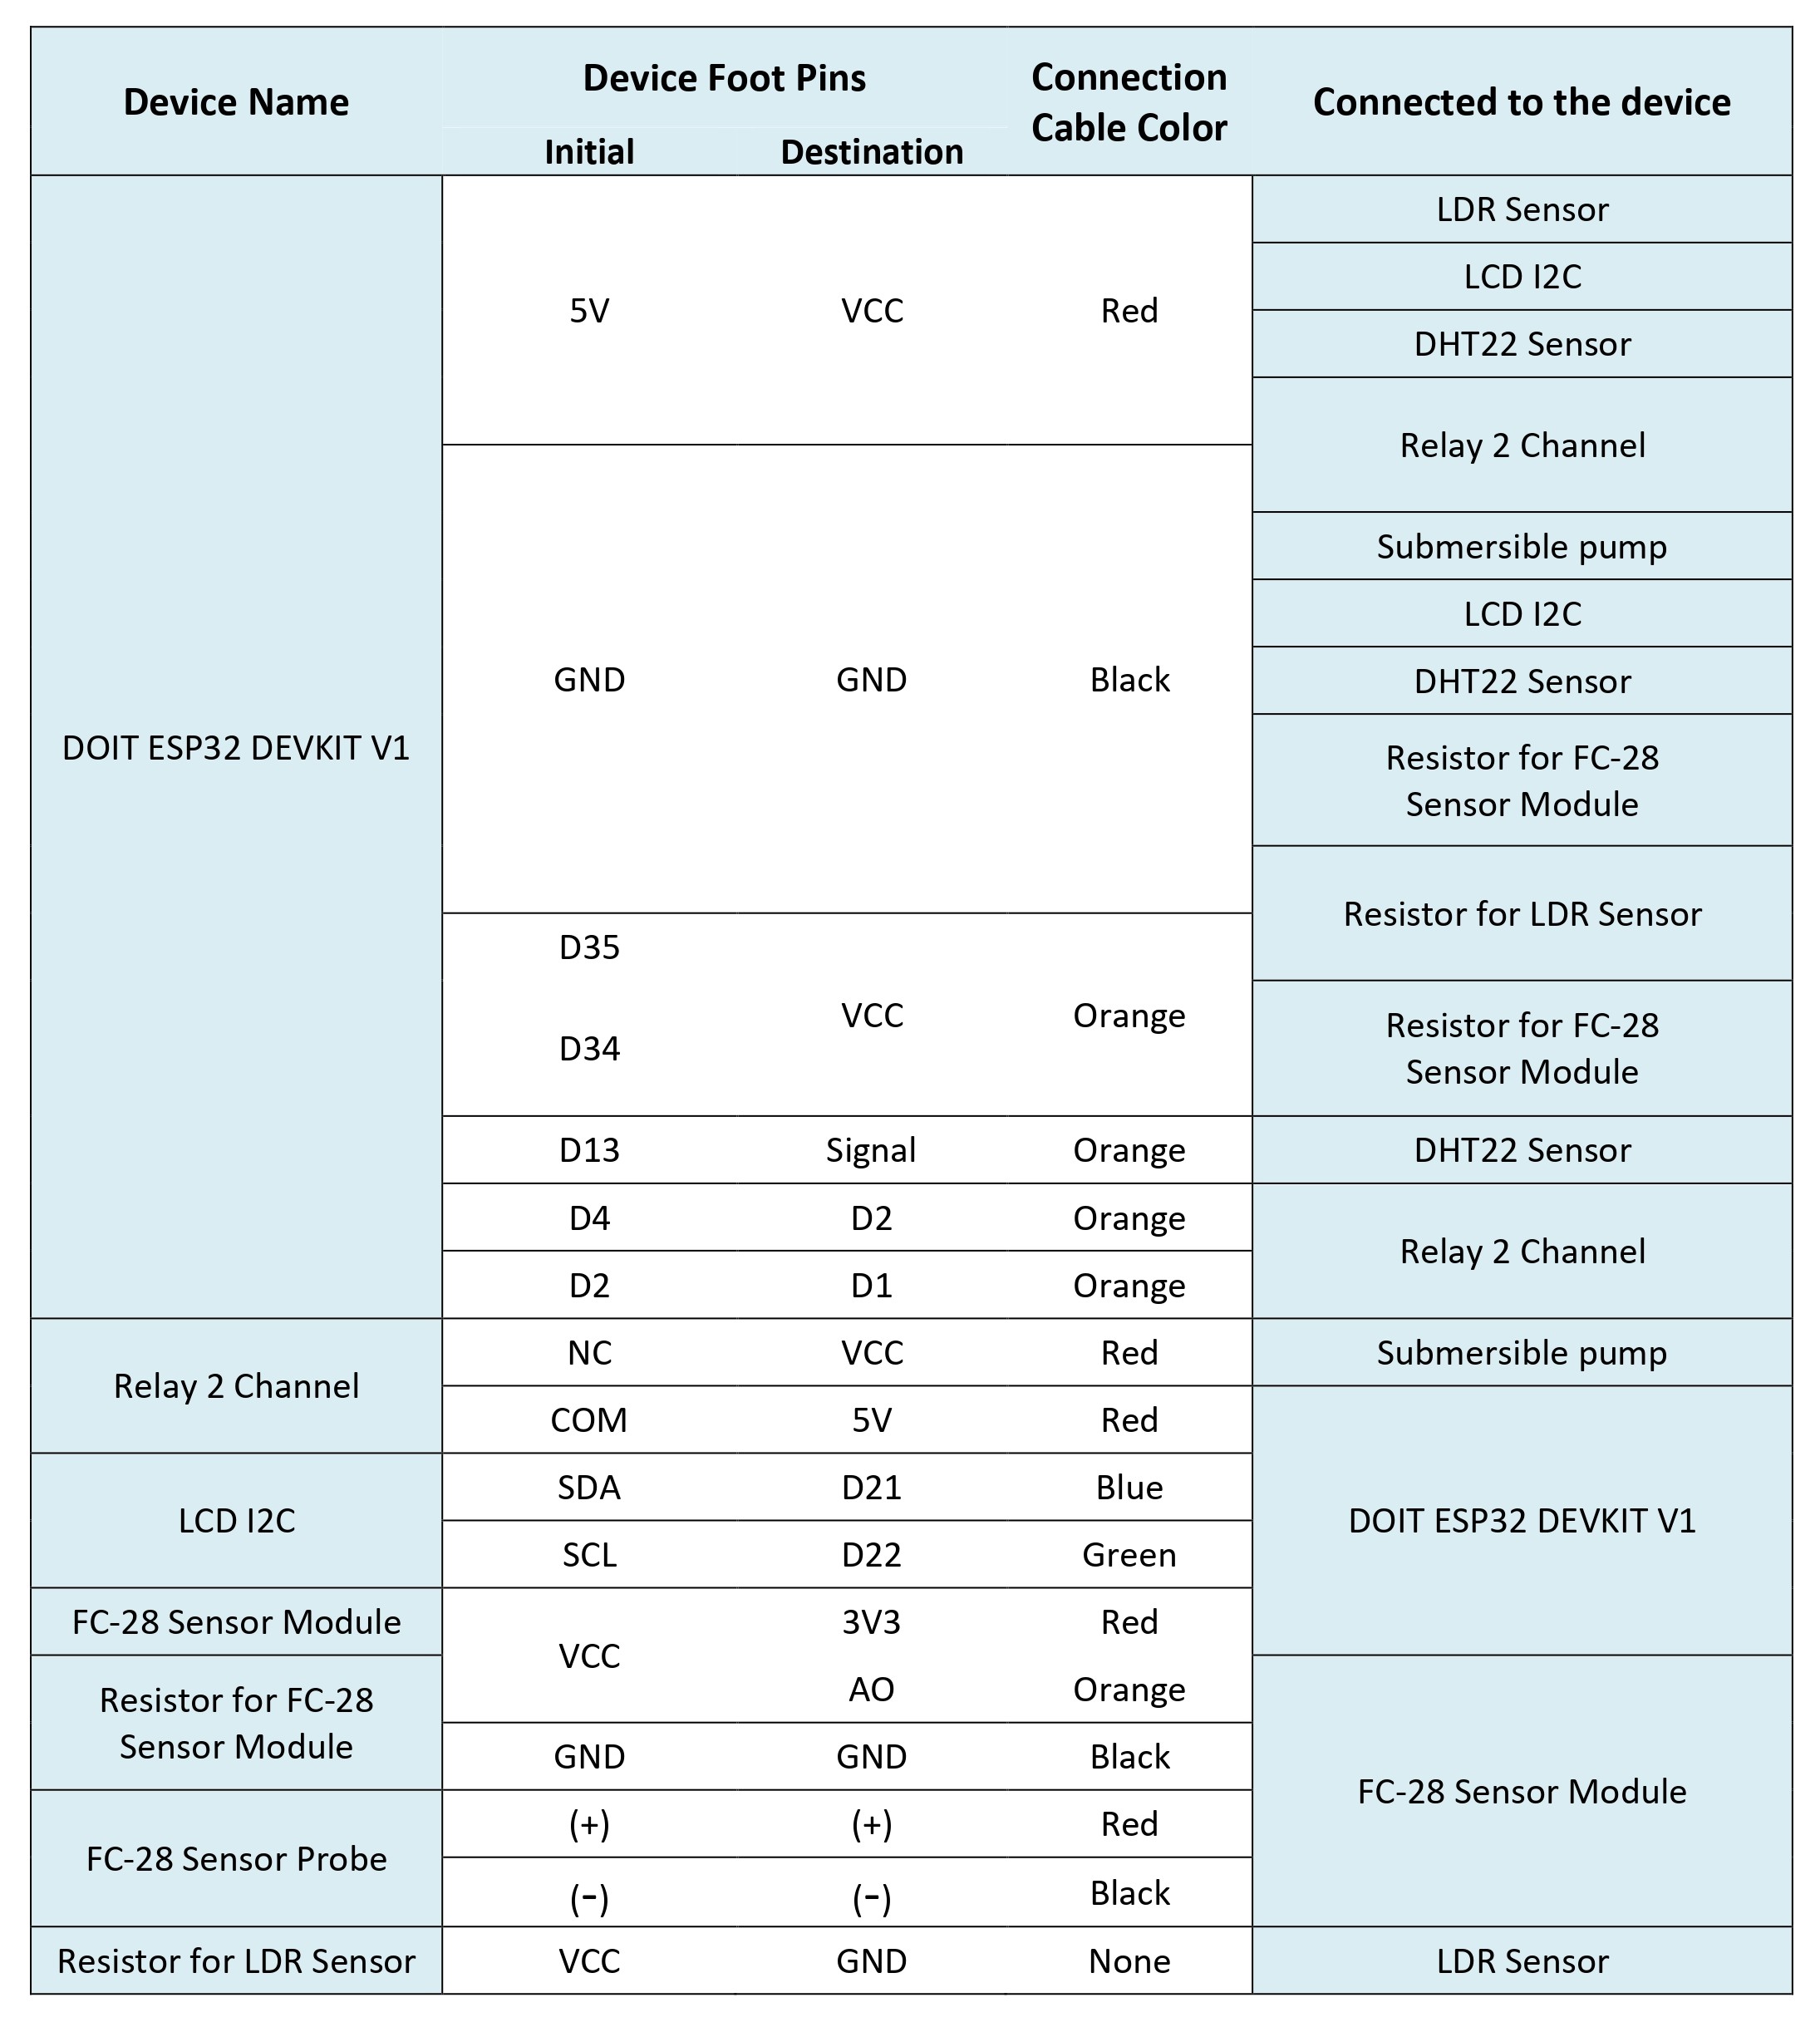 Device Name
Device Foot Pins
Connection
Cable Color
Connected to the device
Initial
Destination
DOIT ESP32 DEVKIT V1
5V
VCC
Red
LDR Sensor
LCD I2C
DHT22 Sensor
Relay 2 Channel
GND
GND
Black
Submersible pump
LCD I2C
DHT22 Sensor
Resistor for FC-28
Sensor Module
Resistor for LDR Sensor
D35
D34
VCC
Orange
Resistor for FC-28
Sensor Module
D13
Signal
Orange
DHT22 Sensor
D4
D2
Orange
Relay 2 Channel
D2
D1
Orange
Relay 2 Channel
NC
VCC
Red
Submersible pump
COM
5V
Red
DOIT ESP32 DEVKIT V1
LCD I2C
SDA
D21
Blue
SCL
D22
Green
FC-28 Sensor Module
VCC
3V3
Red
Resistor for FC-28
Sensor Module
AO
Orange
FC-28 Sensor Module
GND
GND
Black
FC-28 Sensor Probe
(+)
(+)
Red
(-)
(-)
Black
Resistor for LDR Sensor
VCC
GND
None
LDR Sensor